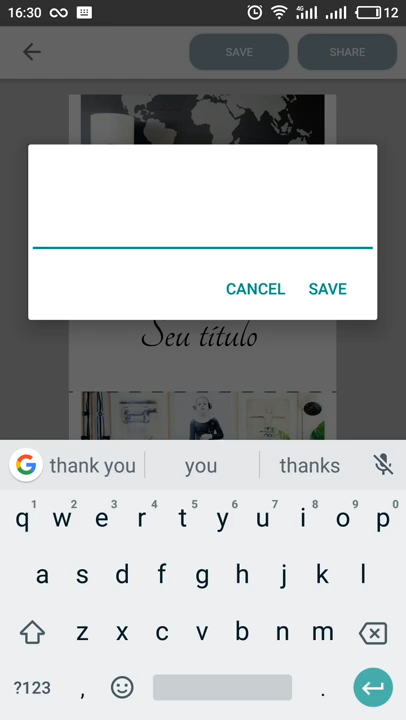 16:30 4G 12
SAVE SHARE
CANCEL SAVE
Seu título
G thank you you thanks
1 2 3 4 5 6 7 8 9 0
q w e r t y u i o p
a s d f g h j k l
z x c v b n m
?123 , .